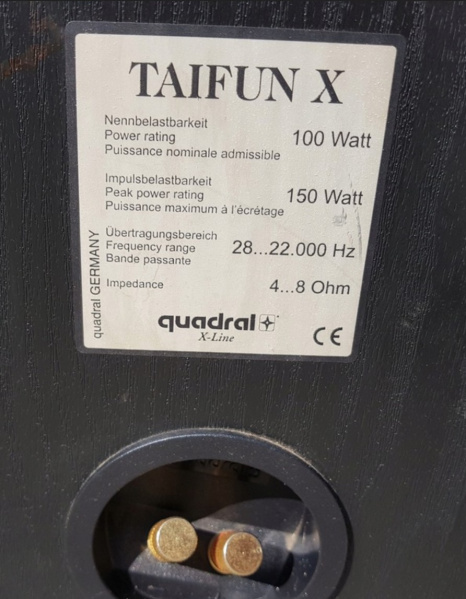 TAIFUN X
Nennbelastbarkeit
Power rating 100 Watt
Puissance nominale admissible
Impulsbelastbarkeit
Peak power rating 150 Watt
Puissance maximum à l'écrétage
Übertragungsbereich
Frequency range 28...22.000 Hz
Bande passante
Impedance 4...8 Ohm
quadral GERMANY
quadral
X-Line
CE